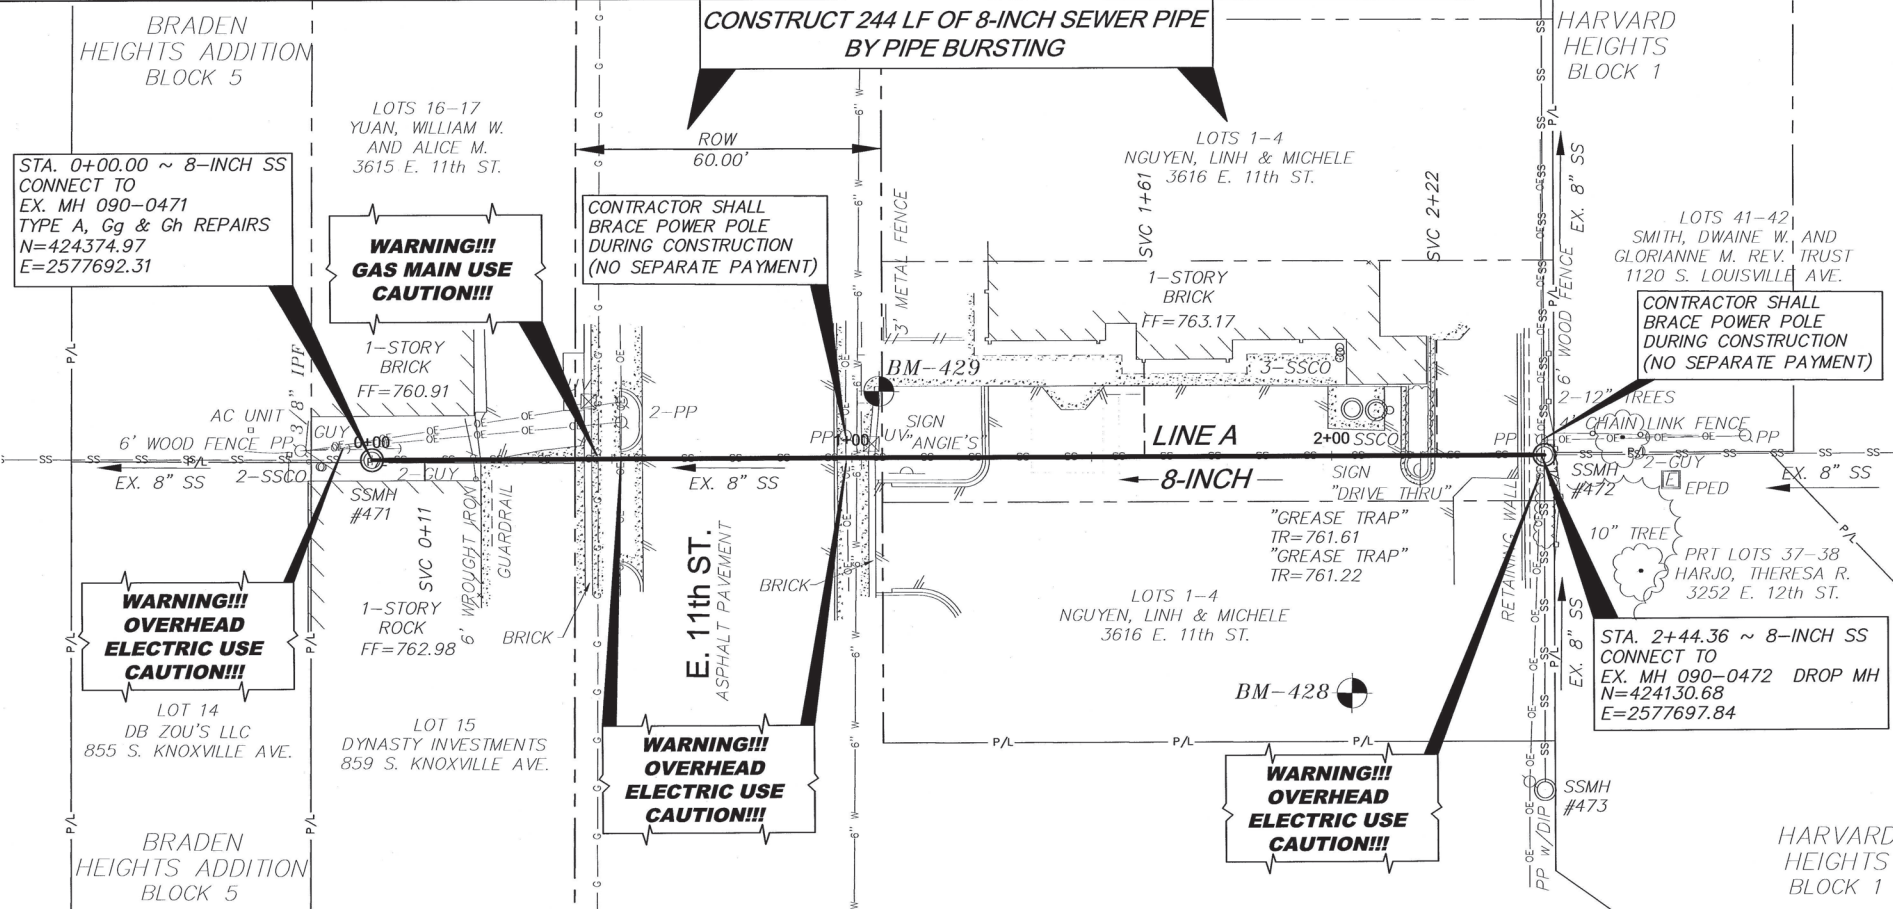 CONSTRUCT 244 LF OF 8-INCH SEWER PIPE
BY PIPE BURSTING
BRADEN
HEIGHTS ADDITION
BLOCK 5
HARVARD
HEIGHTS
BLOCK 1
LOTS 16-17
YUAN, WILLIAM W.
AND ALICE M.
3615 E. 11th ST.
ROW
60.00'
LOTS 1-4
NGUYEN, LINH & MICHELE
3616 E. 11th ST.
STA. 0+00.00 ~ 8-INCH SS
CONNECT TO
EX. MH 090-0471
TYPE A, Gg & Gh REPAIRS
N=424374.97
E=2577692.31
WARNING!!!
GAS MAIN USE
CAUTION!!!
CONTRACTOR SHALL
BRACE POWER POLE
DURING CONSTRUCTION
(NO SEPARATE PAYMENT)
3' METAL FENCE
SVC 1+61
SVC 2+22
EX. 8" SS
6' WOOD FENCE
LOTS 41-42
SMITH, DWAINE W. AND
GLORIANNE M. REV. TRUST
1120 S. LOUISVILLE AVE.
CONTRACTOR SHALL
BRACE POWER POLE
DURING CONSTRUCTION
(NO SEPARATE PAYMENT)
1-STORY
BRICK
FF=760.91
1-STORY
BRICK
FF=763.17
BM-429
3-SSCO
3/8" IPF
AC UNIT
GUY
6' WOOD FENCE PP
0+00
2-PP
PP
1+00
UV
SIGN
"ANGIE'S"
LINE A
8-INCH
2+00
SSCO
PP
2-12" TREES
4' CHAIN LINK FENCE
PP
EX. 8" SS
2-SSCO
2-GUY
SSMH
#471
EX. 8" SS
SIGN
"DRIVE THRU"
SSMH
#472
2-GUY
EPED
E
EX. 8" SS
SVC 0+11
6' WROUGHT IRON
GUARDRAIL
E. 11th ST.
ASPHALT PAVEMENT
"GREASE TRAP"
TR=761.61
"GREASE TRAP"
TR=761.22
RETAINING WALL
10" TREE
PRT LOTS 37-38
HARJO, THERESA R.
3252 E. 12th ST.
BRICK
BRICK
1-STORY
ROCK
FF=762.98
LOTS 1-4
NGUYEN, LINH & MICHELE
3616 E. 11th ST.
WARNING!!!
OVERHEAD
ELECTRIC USE
CAUTION!!!
EX. 8" SS
STA. 2+44.36 ~ 8-INCH SS
CONNECT TO
EX. MH 090-0472 DROP MH
N=424130.68
E=2577697.84
BM-428
LOT 14
DB ZOU'S LLC
855 S. KNOXVILLE AVE.
LOT 15
DYNASTY INVESTMENTS
859 S. KNOXVILLE AVE.
WARNING!!!
OVERHEAD
ELECTRIC USE
CAUTION!!!
P/L P/L P/L
WARNING!!!
OVERHEAD
ELECTRIC USE
CAUTION!!!
SSMH
#473
PP W/DIP
BRADEN
HEIGHTS ADDITION
BLOCK 5
HARVARD
HEIGHTS
BLOCK 1